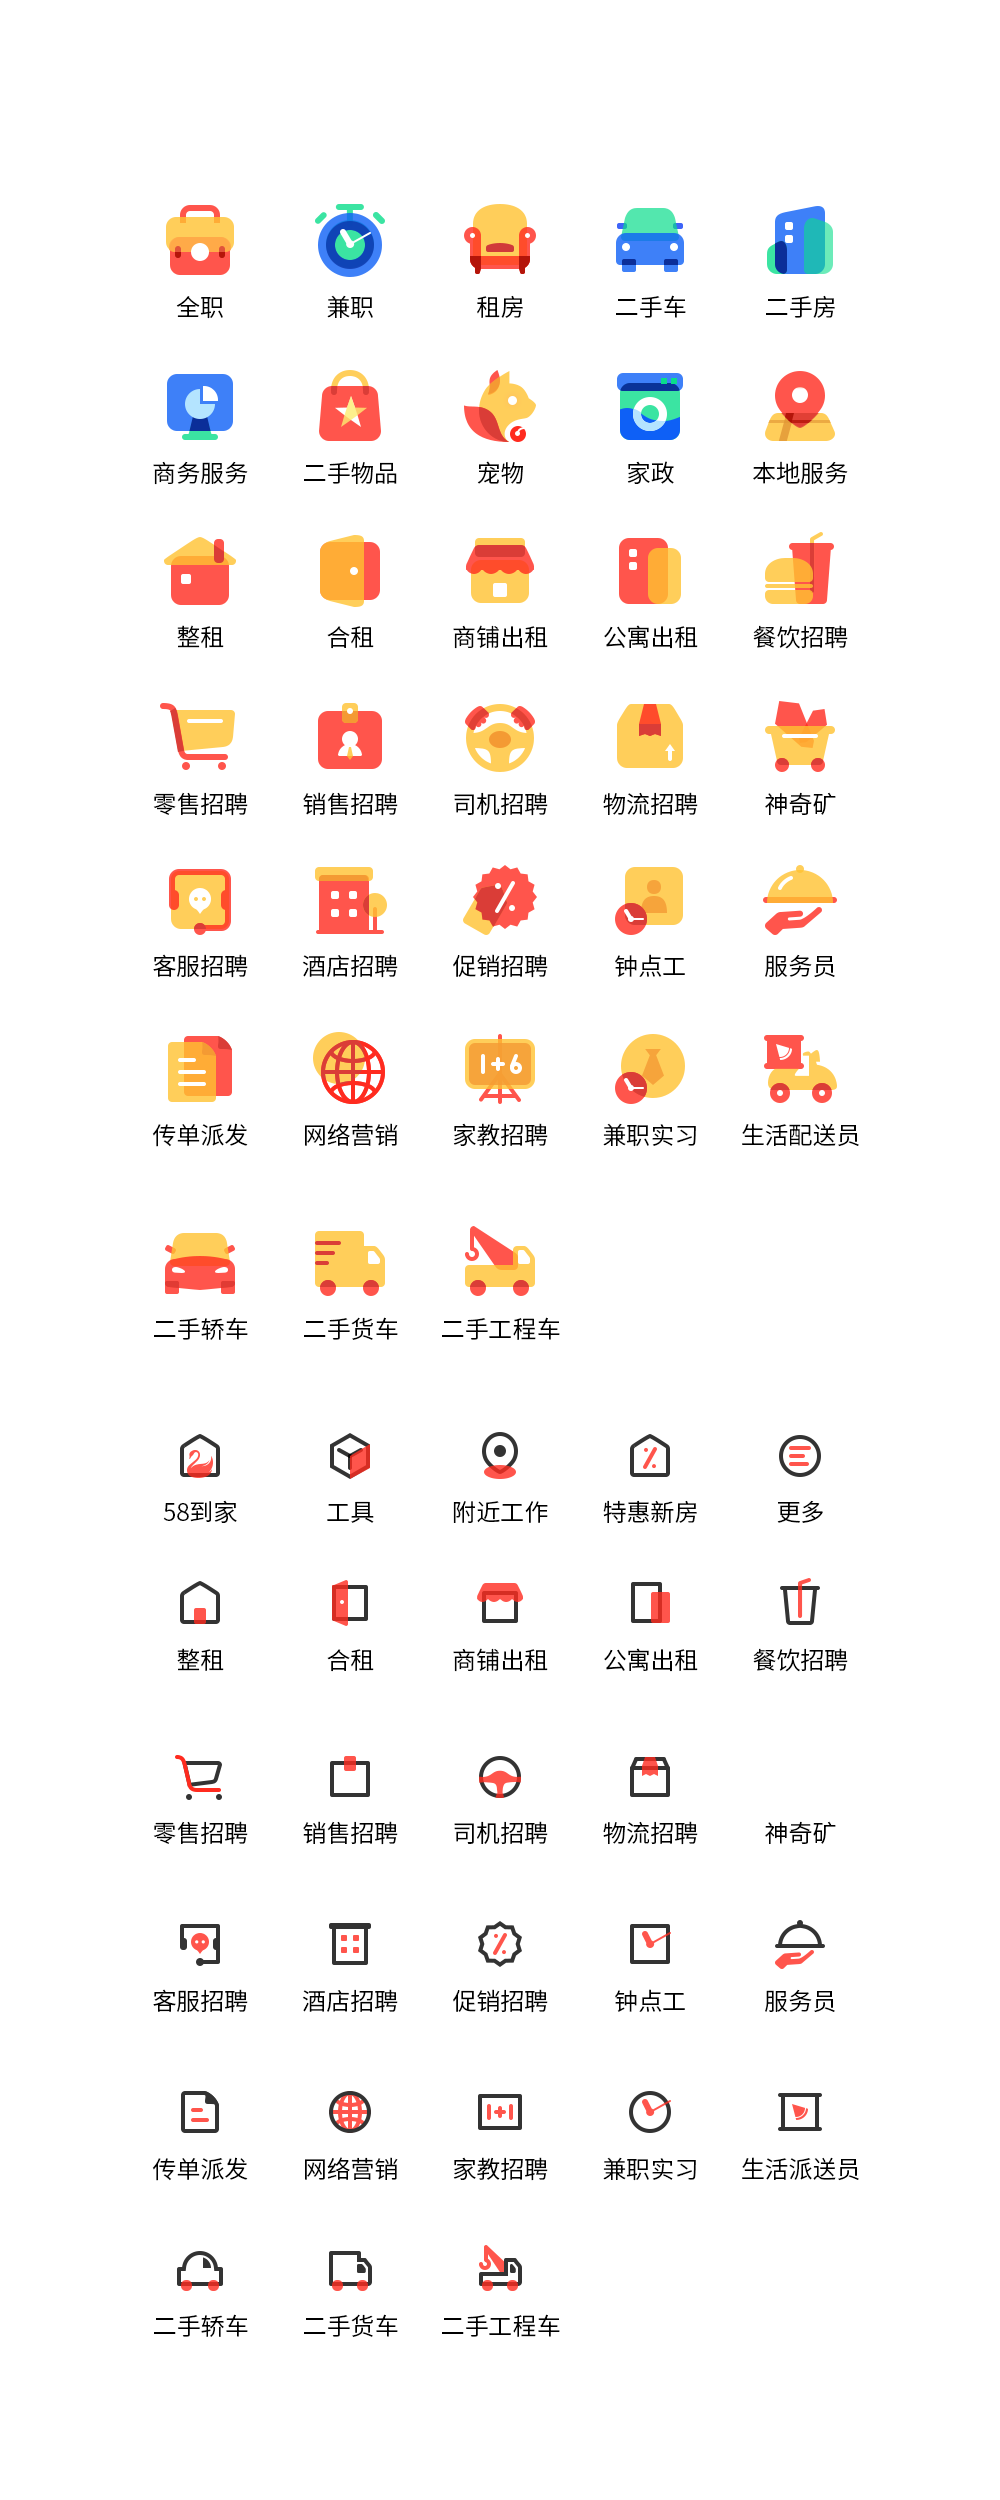 全职 兼职 租房 二手车 二手房
商务服务 二手物品 宠物 家政 本地服务
整租 合租 商铺出租 公寓出租 餐饮招聘
零售招聘 销售招聘 司机招聘 物流招聘 神奇矿
客服招聘 酒店招聘 促销招聘 钟点工 服务员
1+6
传单派发 网络营销 家教招聘 兼职实习 生活配送员
二手轿车 二手货车 二手工程车
58到家 工具 附近工作 特惠新房 更多
整租 合租 商铺出租 公寓出租 餐饮招聘
零售招聘 销售招聘 司机招聘 物流招聘 神奇矿
客服招聘 酒店招聘 促销招聘 钟点工 服务员
1+1
传单派发 网络营销 家教招聘 兼职实习 生活派送员
二手轿车 二手货车 二手工程车